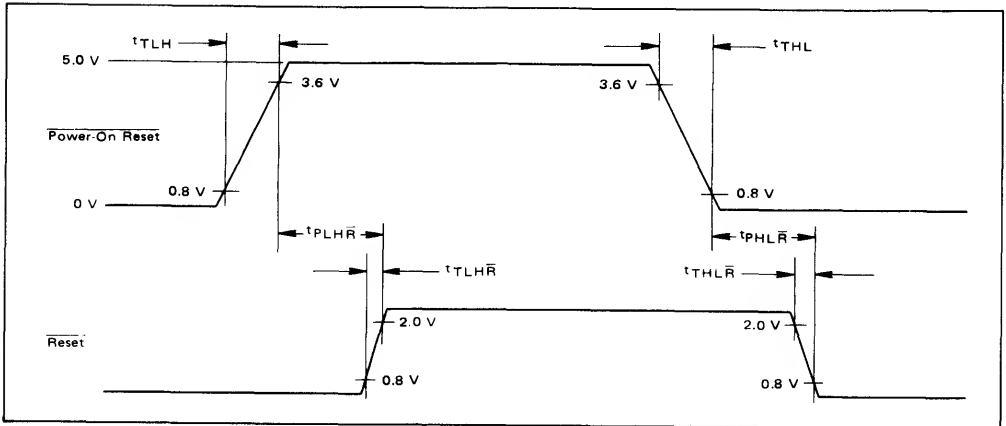 tTLH
tTHL
5.0 V
3.6 V
3.6 V
Power-On Reset
0.8 V
0.8 V
0 V
tPLHR̅
tPHLR̅
tTLHR̅
tTHLR̅
2.0 V
2.0 V
Reset
0.8 V
0.8 V